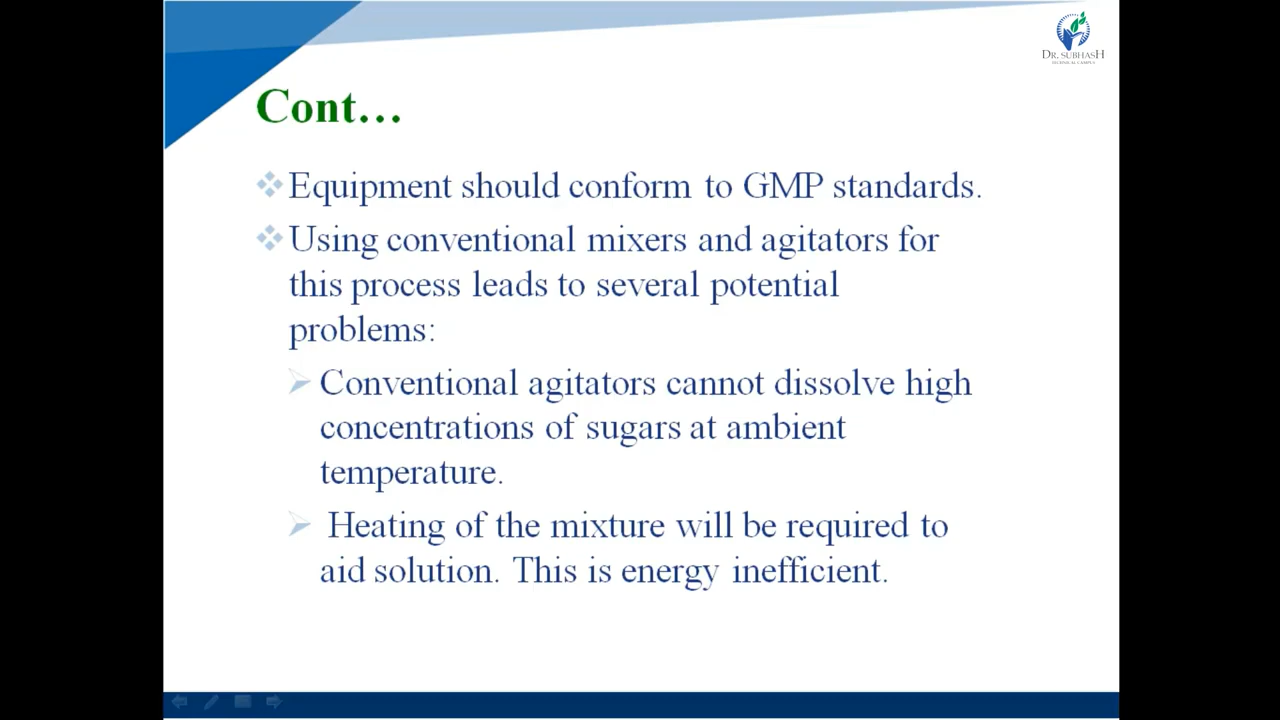 DR. SUBHASH
TECHNICAL CAMPUS
Cont…
Equipment should conform to GMP standards.
Using conventional mixers and agitators for
this process leads to several potential
problems:
Conventional agitators cannot dissolve high
concentrations of sugars at ambient
temperature.
Heating of the mixture will be required to
aid solution. This is energy inefficient.